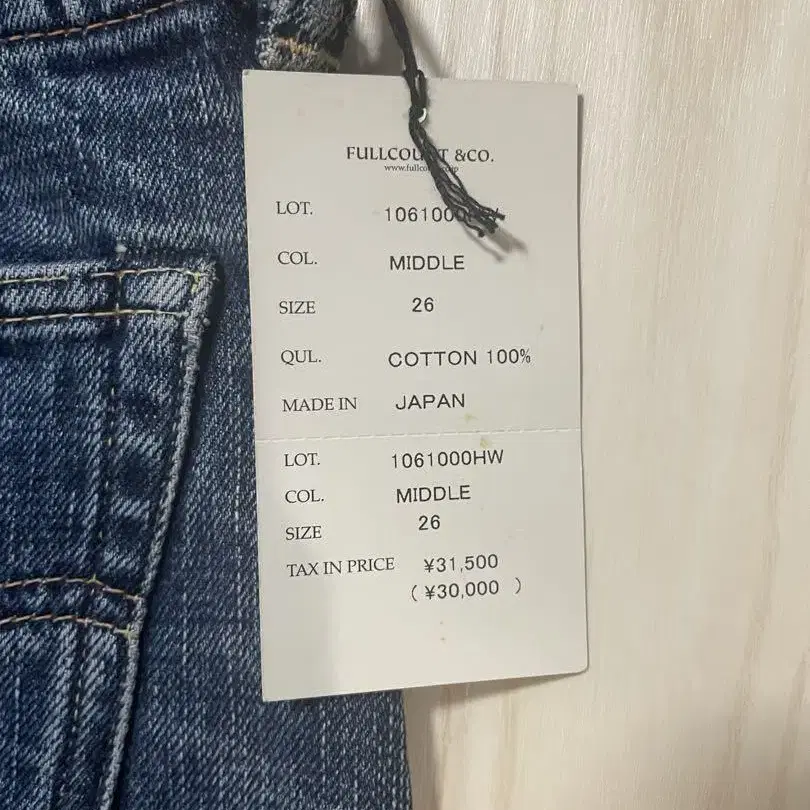 FULLCOURT &CO.
LOT.
COL. MIDDLE
SIZE 26
QUL. COTTON 100%
MADE IN JAPAN
LOT. 1061000HW
COL. MIDDLE
SIZE 26
TAX IN PRICE ¥31,500
( ¥30,000 )